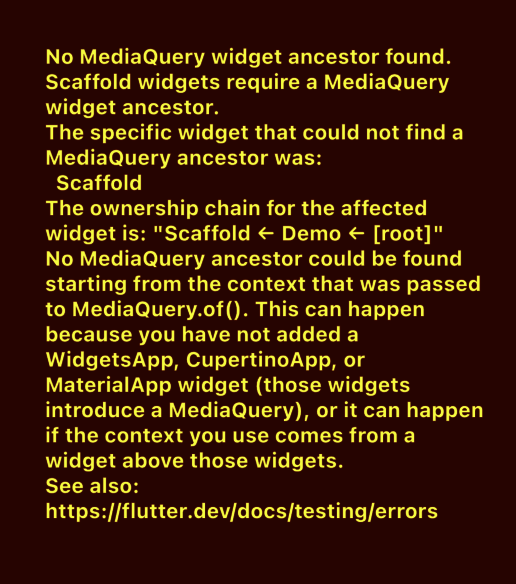 No MediaQuery widget ancestor found.
Scaffold widgets require a MediaQuery
widget ancestor.
The specific widget that could not find a
MediaQuery ancestor was:
  Scaffold
The ownership chain for the affected
widget is: "Scaffold ← Demo ← [root]"
No MediaQuery ancestor could be found
starting from the context that was passed
to MediaQuery.of(). This can happen
because you have not added a
WidgetsApp, CupertinoApp, or
MaterialApp widget (those widgets
introduce a MediaQuery), or it can happen
if the context you use comes from a
widget above those widgets.
See also:
https://flutter.dev/docs/testing/errors